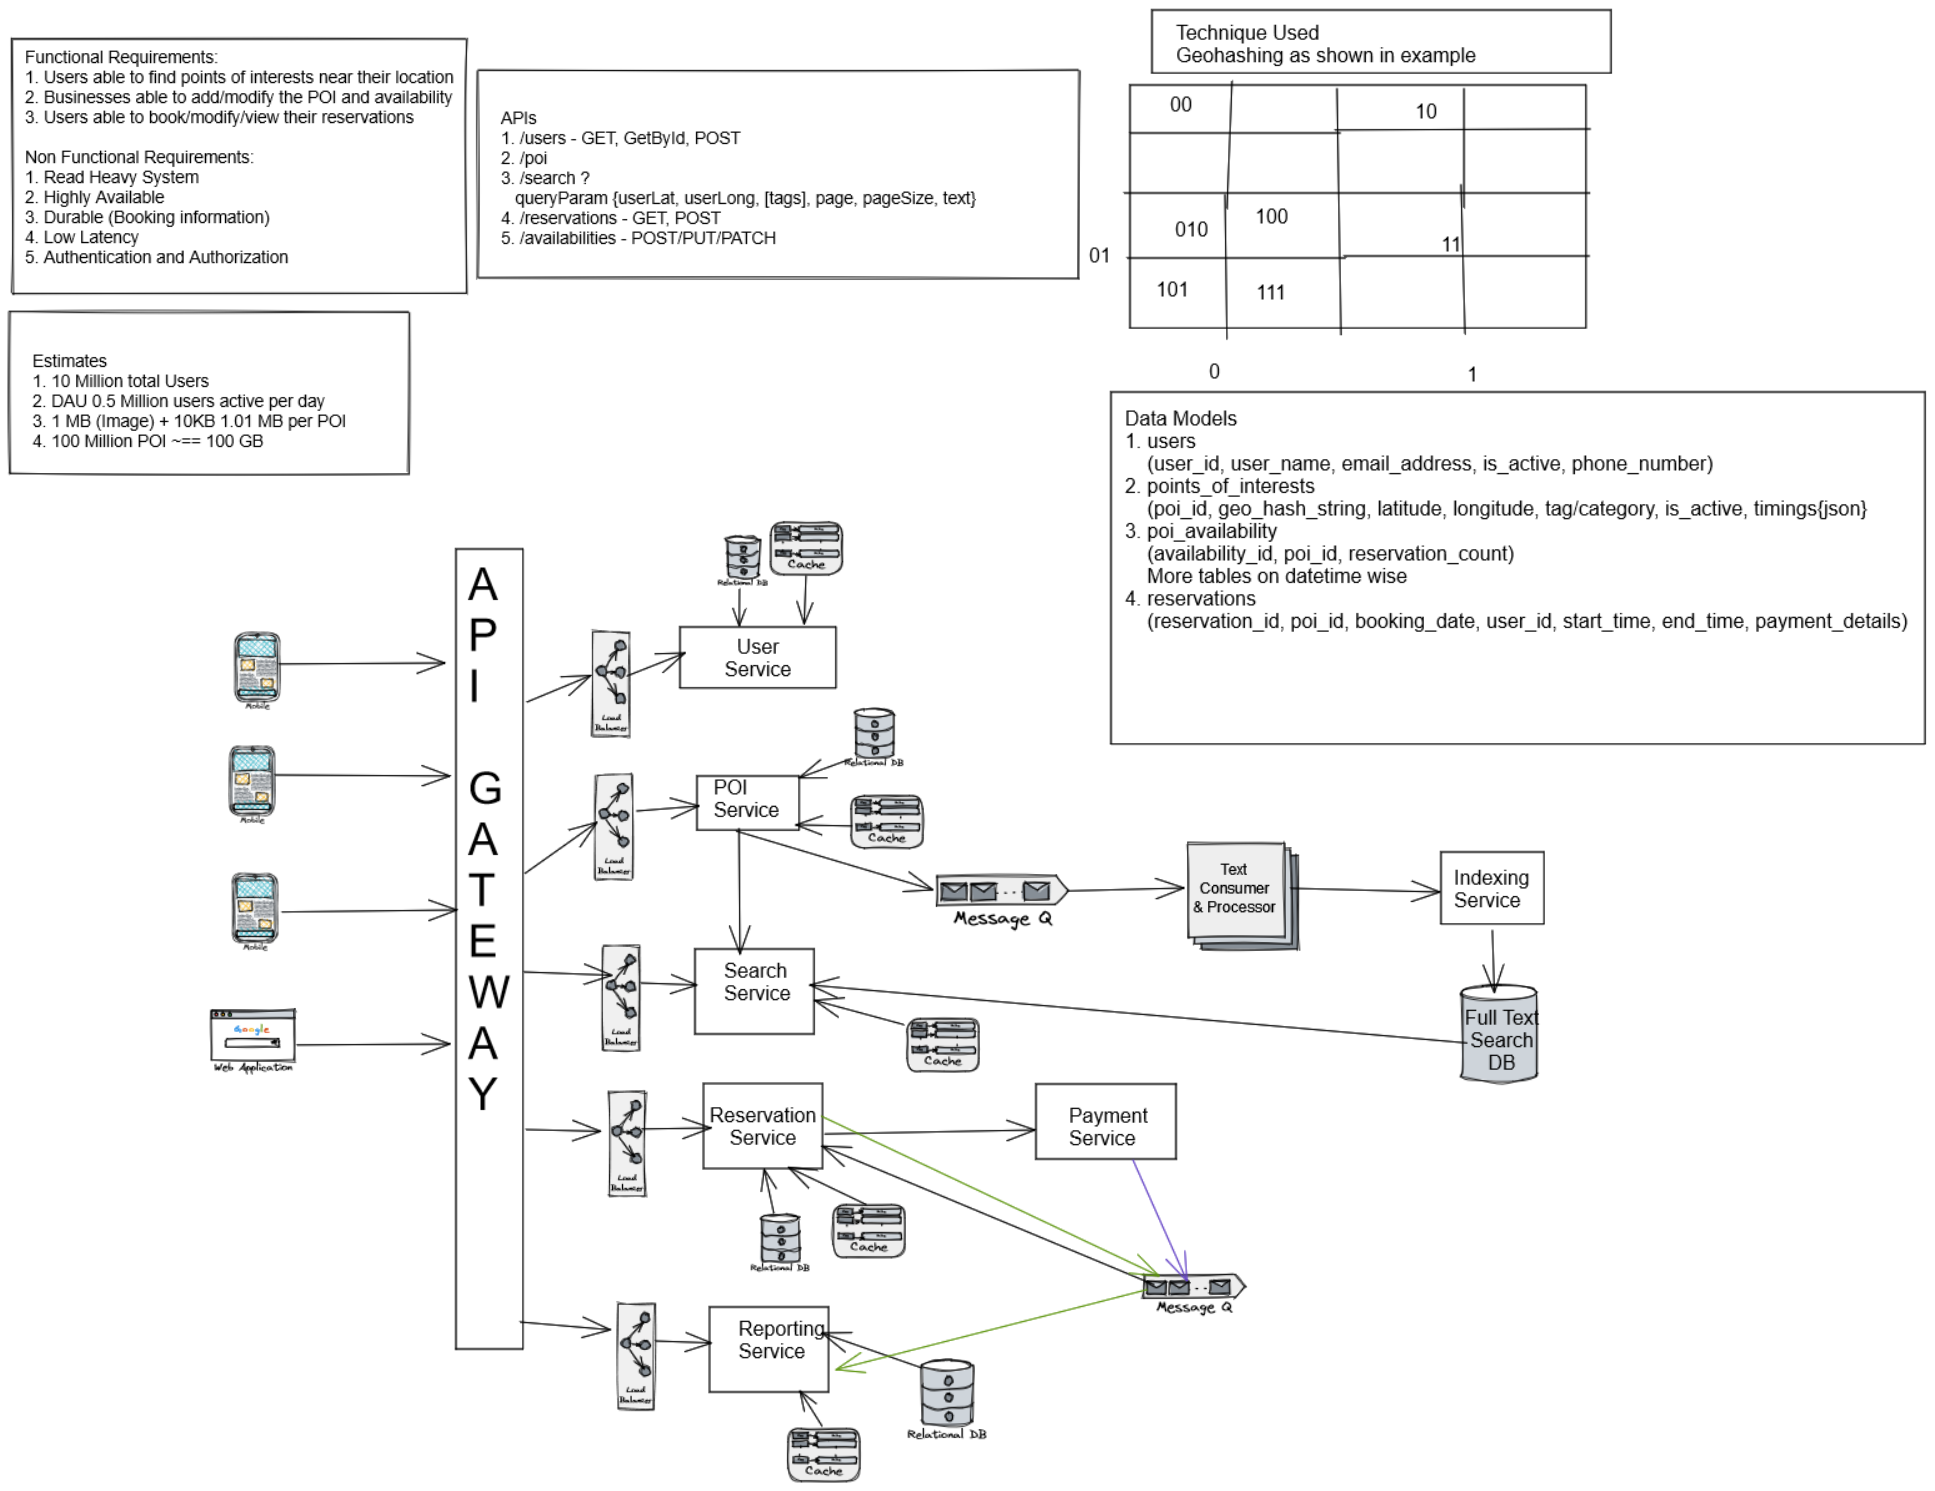 Functional Requirements:
1. Users able to find points of interests near their location
2. Businesses able to add/modify the POI and availability
3. Users able to book/modify/view their reservations
Non Functional Requirements:
1. Read Heavy System
2. Highly Available
3. Durable (Booking information)
4. Low Latency
5. Authentication and Authorization
APIs
1. /users - GET, GetById, POST
2. /poi
3. /search ?
queryParam {userLat, userLong, [tags], page, pageSize, text}
4. /reservations - GET, POST
5. /availabilities - POST/PUT/PATCH
Technique Used
Geohashing as shown in example
00
10
010
100
11
01
101
111
0
1
Estimates
1. 10 Million total Users
2. DAU 0.5 Million users active per day
3. 1 MB (Image) + 10KB 1.01 MB per POI
4. 100 Million POI ~== 100 GB
Data Models
1. users
(user_id, user_name, email_address, is_active, phone_number)
2. points_of_interests
(poi_id, geo_hash_string, latitude, longitude, tag/category, is_active, timings{json}
3. poi_availability
(availability_id, poi_id, reservation_count)
More tables on datetime wise
4. reservations
(reservation_id, poi_id, booking_date, user_id, start_time, end_time, payment_details)
Mobile
Mobile
Mobile
Google
Web Application
API GATEWAY
Load
Balancer
Relational DB
Cache
User
Service
Load
Balancer
Relational DB
POI
Service
Cache
Message Q
Text
Consumer
& Processor
Indexing
Service
Full Text
Search
DB
Load
Balancer
Search
Service
Cache
Load
Balancer
Reservation
Service
Relational DB
Cache
Payment
Service
Message Q
Load
Balancer
Reporting
Service
Relational DB
Cache